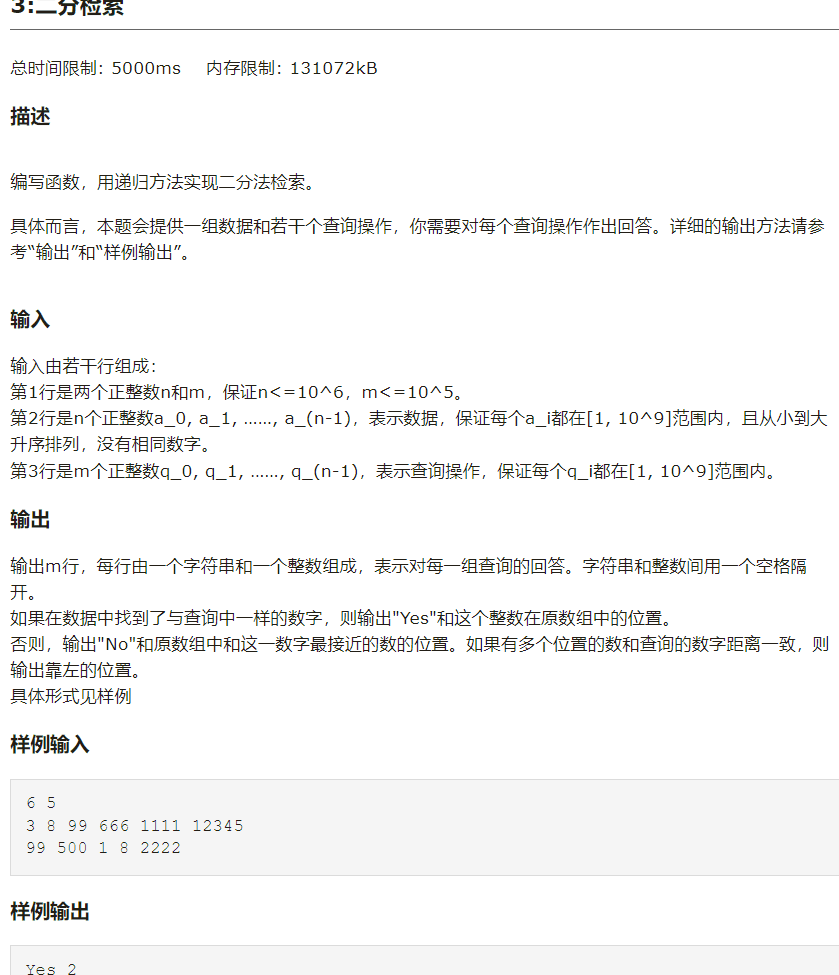 3:二分检索
总时间限制: 5000ms 内存限制: 131072kB
描述
编写函数，用递归方法实现二分法检索。
具体而言，本题会提供一组数据和若干个查询操作，你需要对每个查询操作作出回答。详细的输出方法请参
考“输出”和“样例输出”。
输入
输入由若干行组成：
第1行是两个正整数n和m，保证n<=10^6，m<=10^5。
第2行是n个正整数a_0, a_1, ……, a_(n-1)，表示数据，保证每个a_i都在[1, 10^9]范围内，且从小到大
升序排列，没有相同数字。
第3行是m个正整数q_0, q_1, ……, q_(n-1)，表示查询操作，保证每个q_i都在[1, 10^9]范围内。
输出
输出m行，每行由一个字符串和一个整数组成，表示对每一组查询的回答。字符串和整数间用一个空格隔
开。
如果在数据中找到了与查询中一样的数字，则输出"Yes"和这个整数在原数组中的位置。
否则，输出"No"和原数组中和这一数字最接近的数的位置。如果有多个位置的数和查询的数字距离一致，则
输出靠左的位置。
具体形式见样例
样例输入
6 5
3 8 99 666 1111 12345
99 500 1 8 2222
样例输出
Yes 2